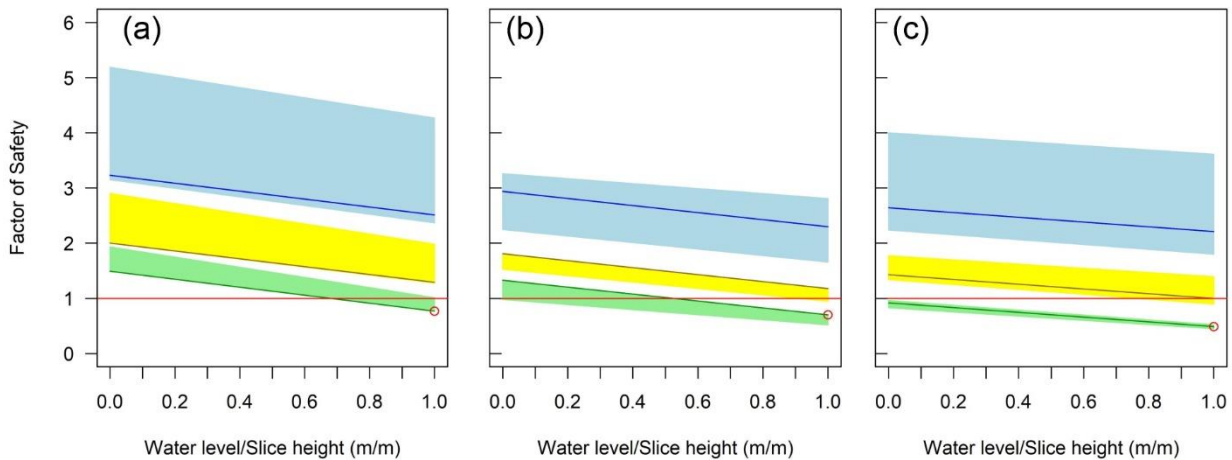 (a) (b) (c)
6
5
4
3
2
1
0
Factor of Safety
0.0 0.2 0.4 0.6 0.8 1.0 0.0 0.2 0.4 0.6 0.8 1.0 0.0 0.2 0.4 0.6 0.8 1.0
Water level/Slice height (m/m) Water level/Slice height (m/m) Water level/Slice height (m/m)